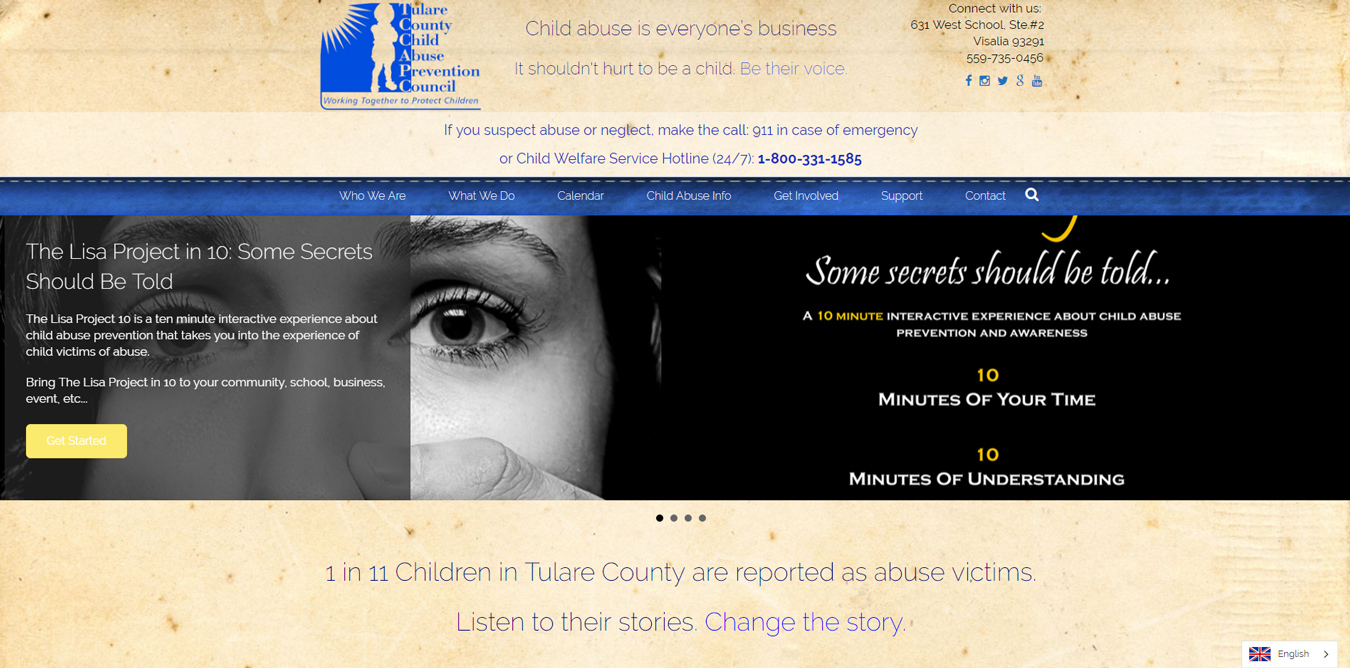 Tulare
County
Child
Abuse
Prevention
Council
Working Together to Protect Children
Child abuse is everyone's business
It shouldn't hurt to be a child. Be their voice.
Connect with us:
631 West School, Ste.#2
Visalia 93291
559-735-0456
If you suspect abuse or neglect, make the call: 911 in case of emergency
or Child Welfare Service Hotline (24/7): 1-800-331-1585
Who We Are What We Do Calendar Child Abuse Info Get Involved Support Contact
The Lisa Project in 10: Some Secrets
Should Be Told
The Lisa Project 10 is a ten minute interactive experience about
child abuse prevention that takes you into the experience of
child victims of abuse.
Bring The Lisa Project in 10 to your community, school, business,
event, etc...
Get Started
Some secrets should be told...
A 10 MINUTE INTERACTIVE EXPERIENCE ABOUT CHILD ABUSE
PREVENTION AND AWARENESS
10
MINUTES OF YOUR TIME
10
MINUTES OF UNDERSTANDING
1 in 11 Children in Tulare County are reported as abuse victims.
Listen to their stories. Change the story.
English